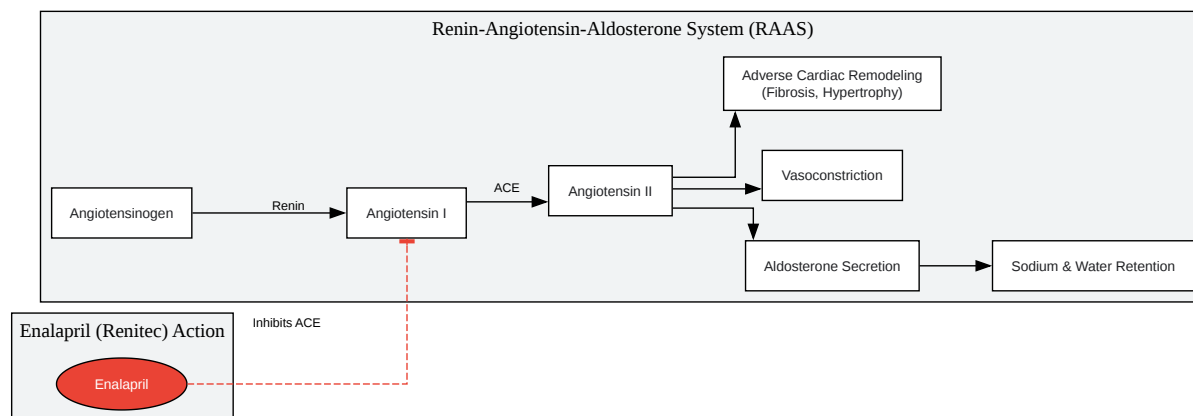 Renin-Angiotensin-Aldosterone System (RAAS)
Adverse Cardiac Remodeling
(Fibrosis, Hypertrophy)
Vasoconstriction
Angiotensinogen
Renin
Angiotensin I
ACE
Angiotensin II
Aldosterone Secretion
Sodium & Water Retention
Enalapril (Renitec) Action
Inhibits ACE
Enalapril